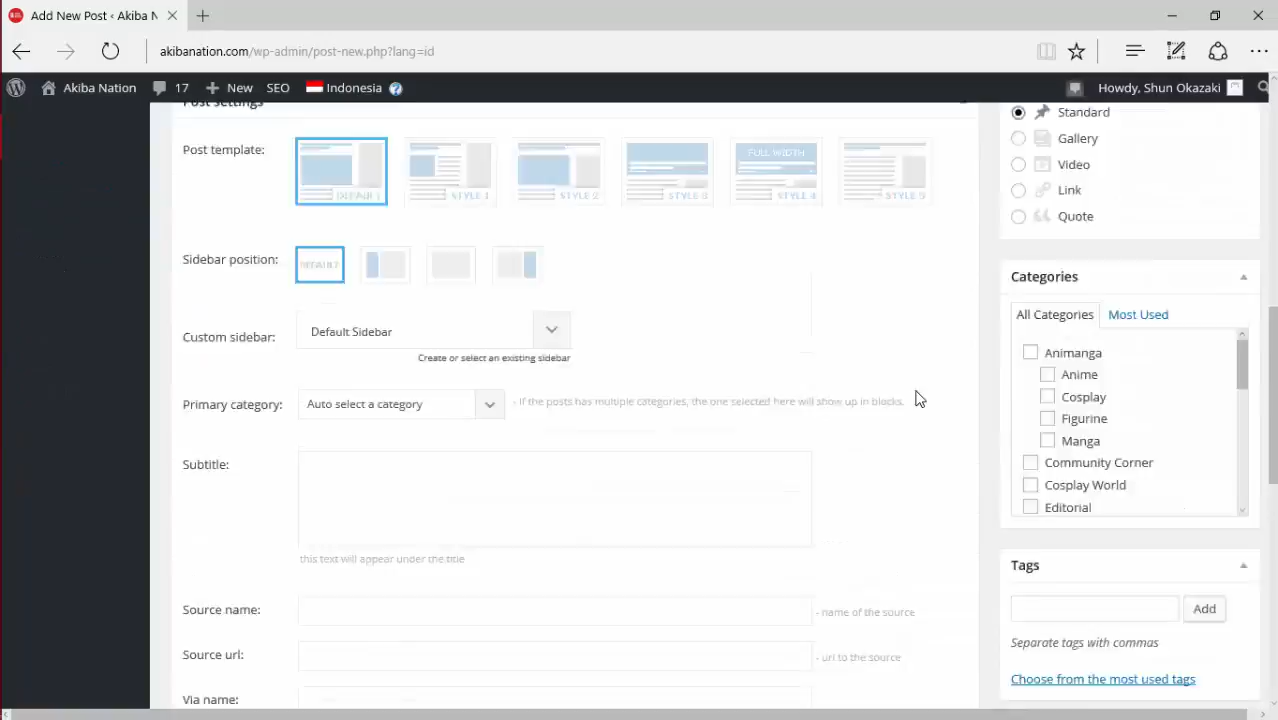 Add New Post ‹ Akiba N
akibanation.com/wp-admin/post-new.php?lang=id
Akiba Nation
17
New
SEO
Indonesia
Howdy, Shun Okazaki
Post Settings
Post template:
DEFAULT
STYLE 1
STYLE 2
STYLE 3
FULL WIDTH
STYLE 4
STYLE 5
Sidebar position:
DEFAULT
Custom sidebar:
Default Sidebar
Create or select an existing sidebar
Primary category:
Auto select a category
- If the posts has multiple categories, the one selected here will show up in blocks.
Subtitle:
this text will appear under the title
Source name:
- name of the source
Source url:
- url to the source
Via name:
Standard
Gallery
Video
Link
Quote
Categories
All Categories
Most Used
Animanga
Anime
Cosplay
Figurine
Manga
Community Corner
Cosplay World
Editorial
Tags
Add
Separate tags with commas
Choose from the most used tags